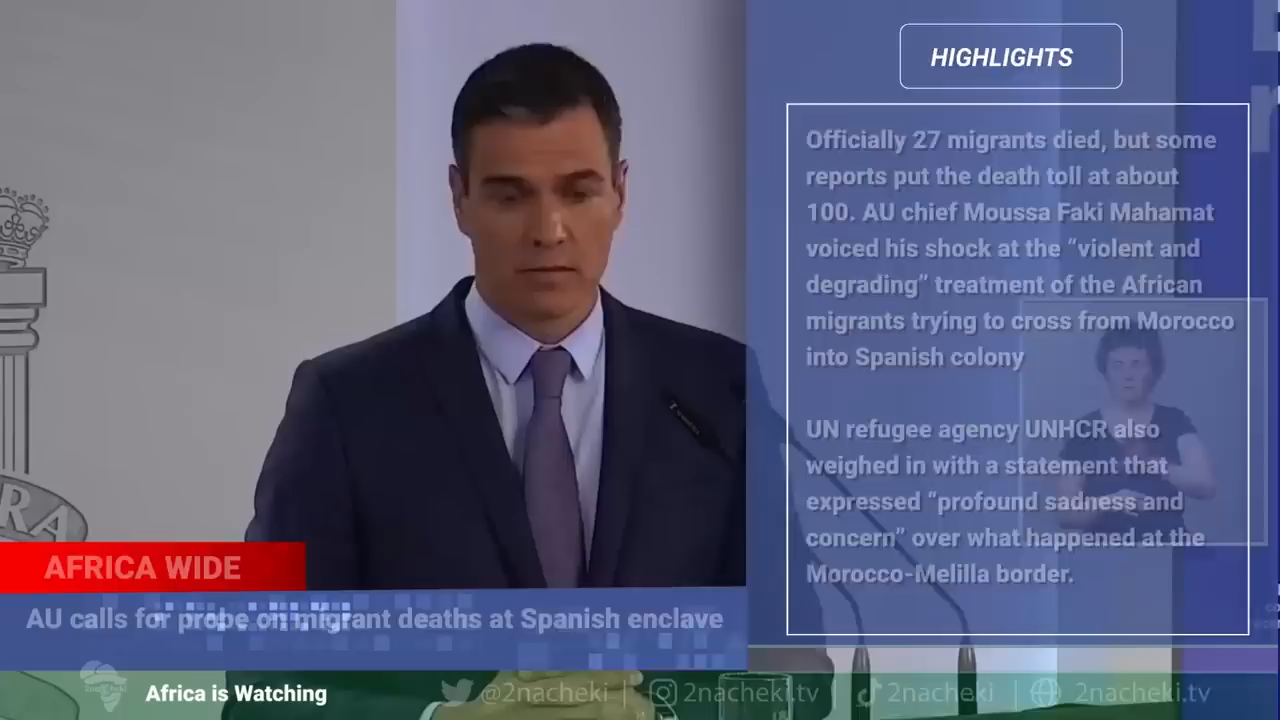 HIGHLIGHTS
Officially 27 migrants died, but some
reports put the death toll at about
100. AU chief Moussa Faki Mahamat
voiced his shock at the “violent and
degrading” treatment of the African
migrants trying to cross from Morocco
into Spanish colony
UN refugee agency UNHCR also
weighed in with a statement that
expressed “profound sadness and
concern” over what happened at the
Morocco-Melilla border.
RA
AFRICA WIDE
AU calls for probe on migrant deaths at Spanish enclave
Africa is Watching
@2nacheki | 2nacheki.tv 2nacheki | 2nacheki.tv